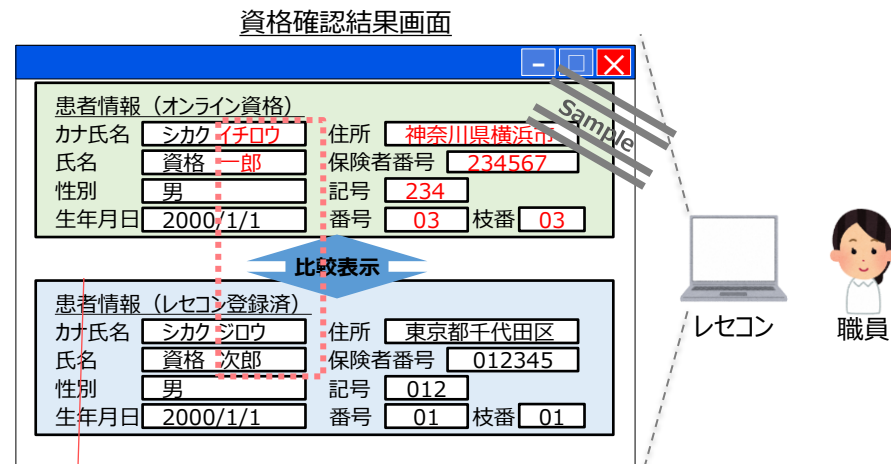 資格確認結果画面
Sample
患者情報（オンライン資格）
カナ氏名 シカク イチロウ 住所 神奈川県横浜市
氏名 資格 一郎 保険者番号 234567
性別 男 記号 234
生年月日 2000/1/1 番号 03 枝番 03
比較表示
患者情報（レセコン登録済）
カナ氏名 シカク ジロウ 住所 東京都千代田区
氏名 資格 次郎 保険者番号 012345
性別 男 記号 012
生年月日 2000/1/1 番号 01 枝番 01
レセコン
職員